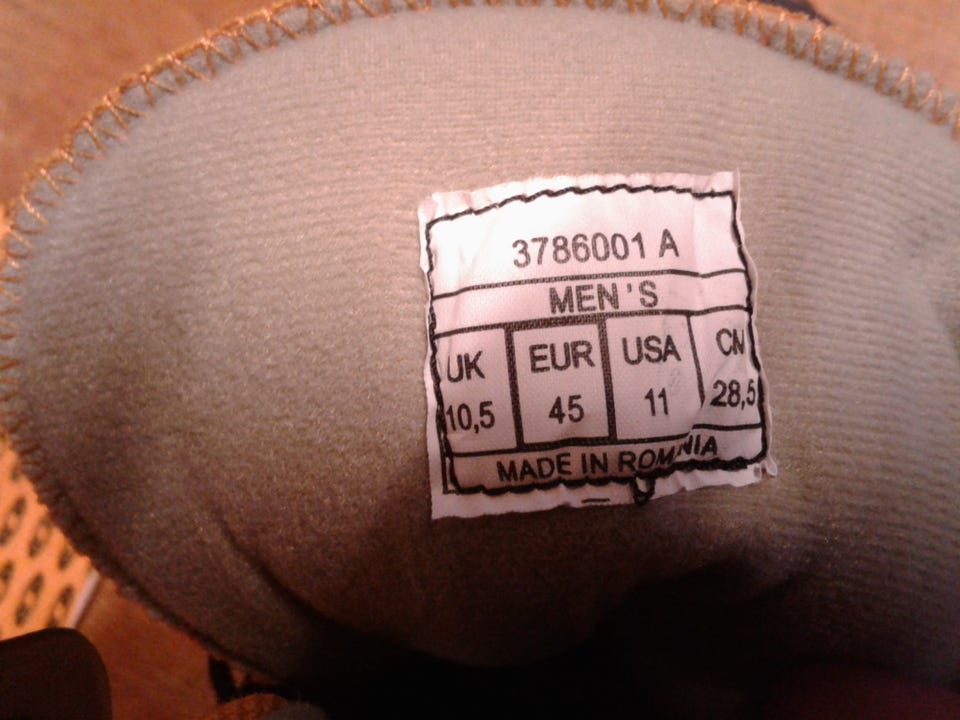 3786001 A
MEN'S
UK EUR USA CM
10,5 45 11 28,5
MADE IN ROMANIA